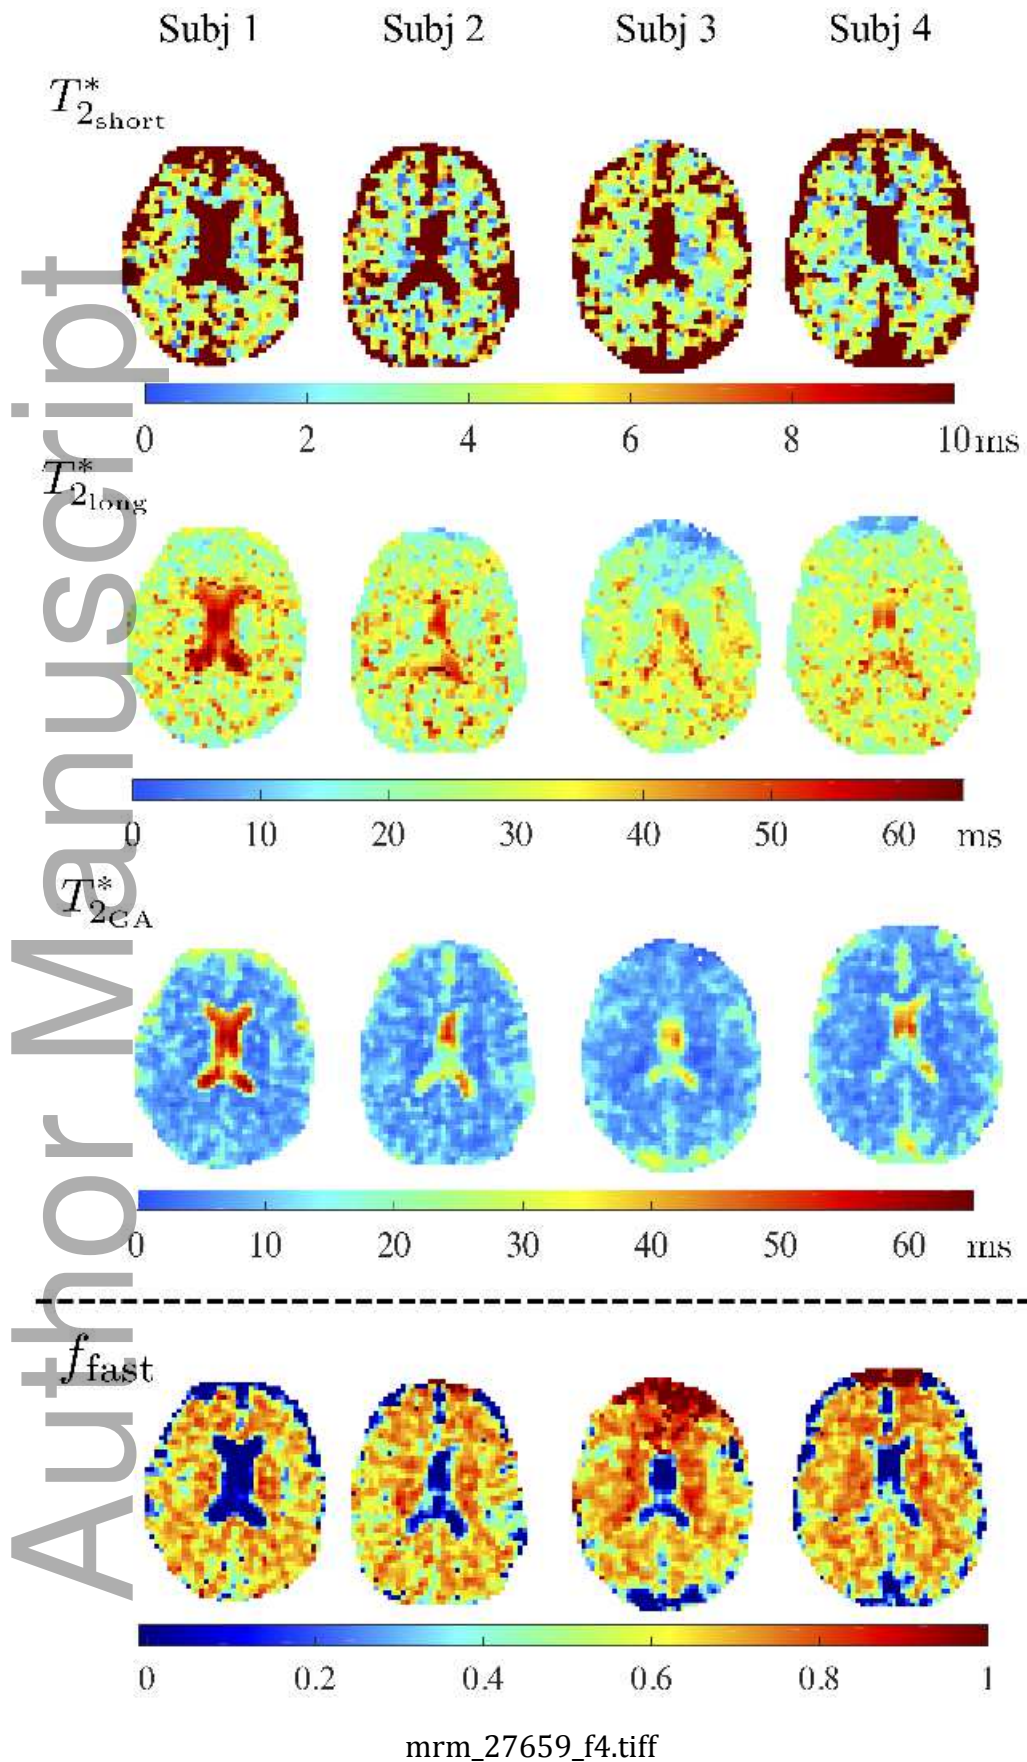 Subj 1 Subj 2 Subj 3 Subj 4
T*2short
0 2 4 6 8 10ms
T*2long
0 10 20 30 40 50 60 ms
T*2GA
0 10 20 30 40 50 60 ms
ffast
0 0.2 0.4 0.6 0.8 1
mrm_27659_f4.tiff
Author Manuscript